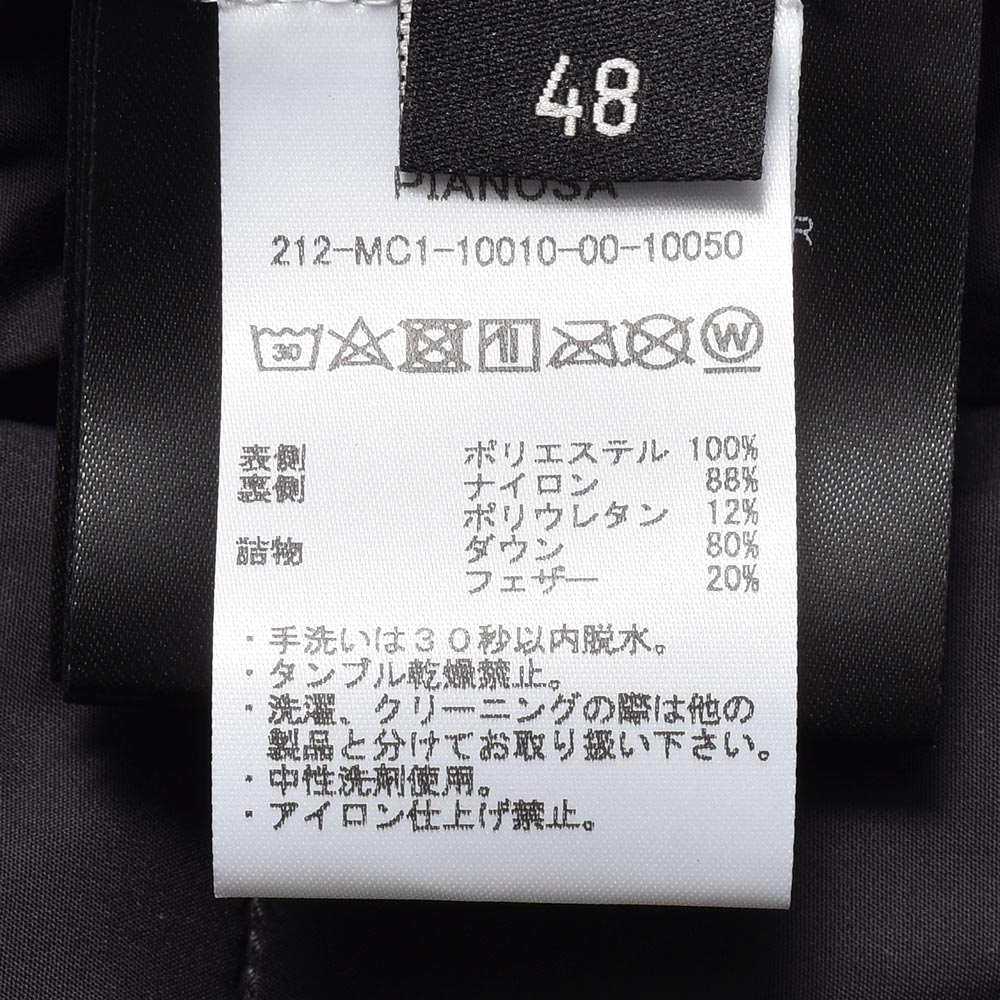 48
PIANOSA
R
212-MC1-10010-00-10050
30 W
表側 ポリエステル 100%
裏側 ナイロン 88%
ポリウレタン 12%
詰物 ダウン 80%
フェザー 20%
・手洗いは30秒以内脱水。
・タンブル乾燥禁止。
・洗濯、クリーニングの際は他の
製品と分けてお取り扱い下さい。
・中性洗剤使用。
・アイロン仕上げ禁止。